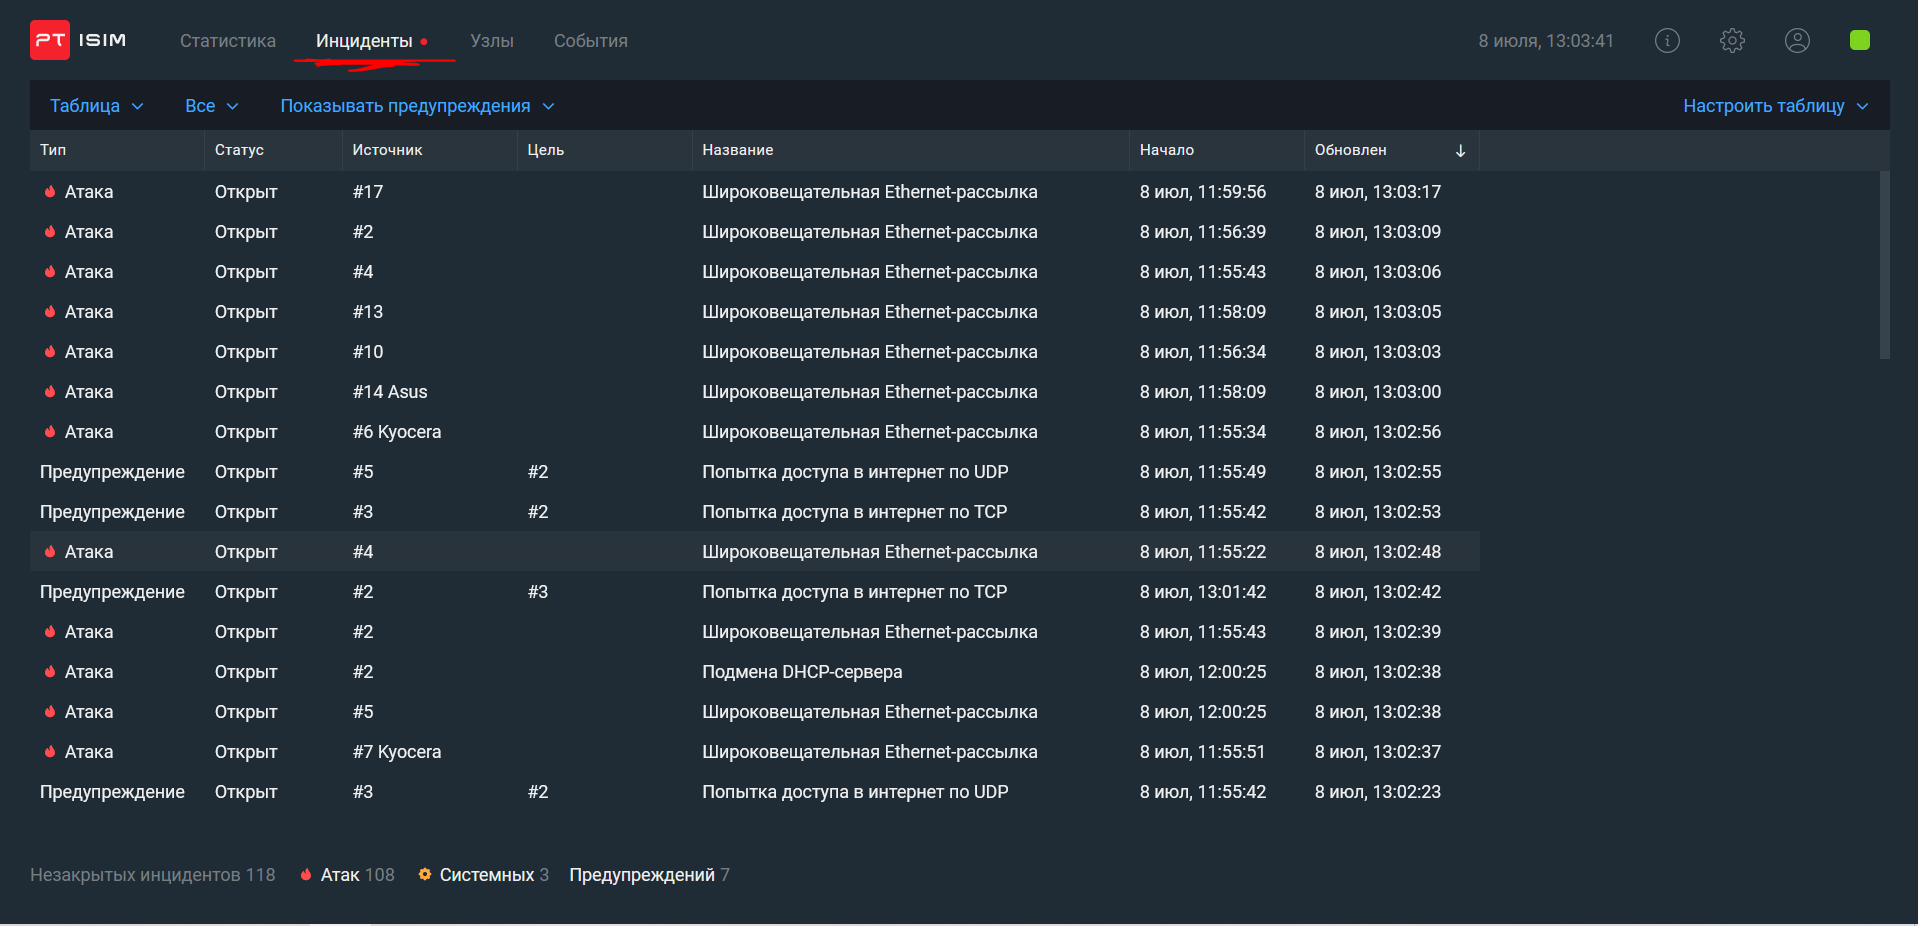 PT ISIM Статистика Инциденты Узлы События 8 июля, 13:03:41
Таблица Все Показывать предупреждения Настроить таблицу
Тип Статус Источник Цель Название Начало Обновлен
Атака Открыт #17 Широковещательная Ethernet-рассылка 8 июл, 11:59:56 8 июл, 13:03:17
Атака Открыт #2 Широковещательная Ethernet-рассылка 8 июл, 11:56:39 8 июл, 13:03:09
Атака Открыт #4 Широковещательная Ethernet-рассылка 8 июл, 11:55:43 8 июл, 13:03:06
Атака Открыт #13 Широковещательная Ethernet-рассылка 8 июл, 11:58:09 8 июл, 13:03:05
Атака Открыт #10 Широковещательная Ethernet-рассылка 8 июл, 11:56:34 8 июл, 13:03:03
Атака Открыт #14 Asus Широковещательная Ethernet-рассылка 8 июл, 11:58:09 8 июл, 13:03:00
Атака Открыт #6 Kyocera Широковещательная Ethernet-рассылка 8 июл, 11:55:34 8 июл, 13:02:56
Предупреждение Открыт #5 #2 Попытка доступа в интернет по UDP 8 июл, 11:55:49 8 июл, 13:02:55
Предупреждение Открыт #3 #2 Попытка доступа в интернет по TCP 8 июл, 11:55:42 8 июл, 13:02:53
Атака Открыт #4 Широковещательная Ethernet-рассылка 8 июл, 11:55:22 8 июл, 13:02:48
Предупреждение Открыт #2 #3 Попытка доступа в интернет по TCP 8 июл, 13:01:42 8 июл, 13:02:42
Атака Открыт #2 Широковещательная Ethernet-рассылка 8 июл, 11:55:43 8 июл, 13:02:39
Атака Открыт #2 Подмена DHCP-сервера 8 июл, 12:00:25 8 июл, 13:02:38
Атака Открыт #5 Широковещательная Ethernet-рассылка 8 июл, 12:00:25 8 июл, 13:02:38
Атака Открыт #7 Kyocera Широковещательная Ethernet-рассылка 8 июл, 11:55:51 8 июл, 13:02:37
Предупреждение Открыт #3 #2 Попытка доступа в интернет по UDP 8 июл, 11:55:42 8 июл, 13:02:23
Незакрытых инцидентов 118 Атак 108 Системных 3 Предупреждений 7